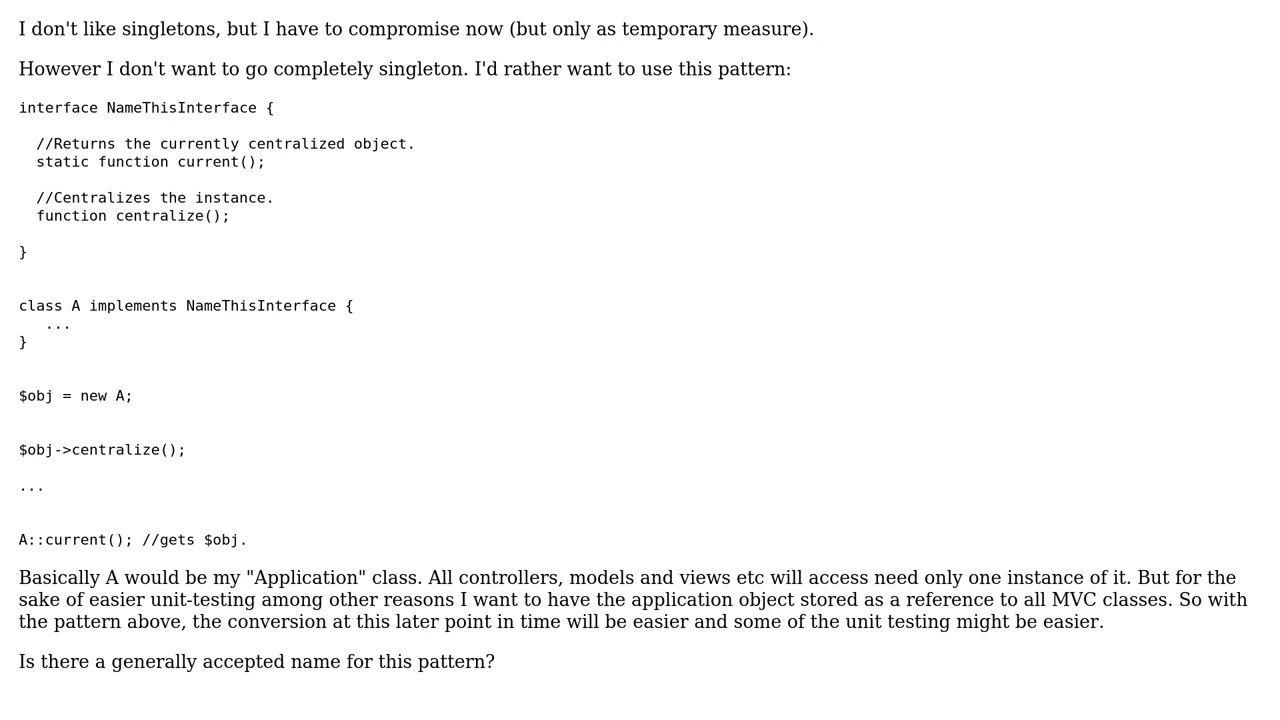 I don't like singletons, but I have to compromise now (but only as temporary measure).
However I don't want to go completely singleton. I'd rather want to use this pattern:
interface NameThisInterface {
//Returns the currently centralized object.
static function current();
//Centralizes the instance.
function centralize();
}
class A implements NameThisInterface {
...
}
$obj = new A;
$obj->centralize();
...
A::current(); //gets $obj.
Basically A would be my "Application" class. All controllers, models and views etc will access need only one instance of it. But for the
sake of easier unit-testing among other reasons I want to have the application object stored as a reference to all MVC classes. So with
the pattern above, the conversion at this later point in time will be easier and some of the unit testing might be easier.
Is there a generally accepted name for this pattern?